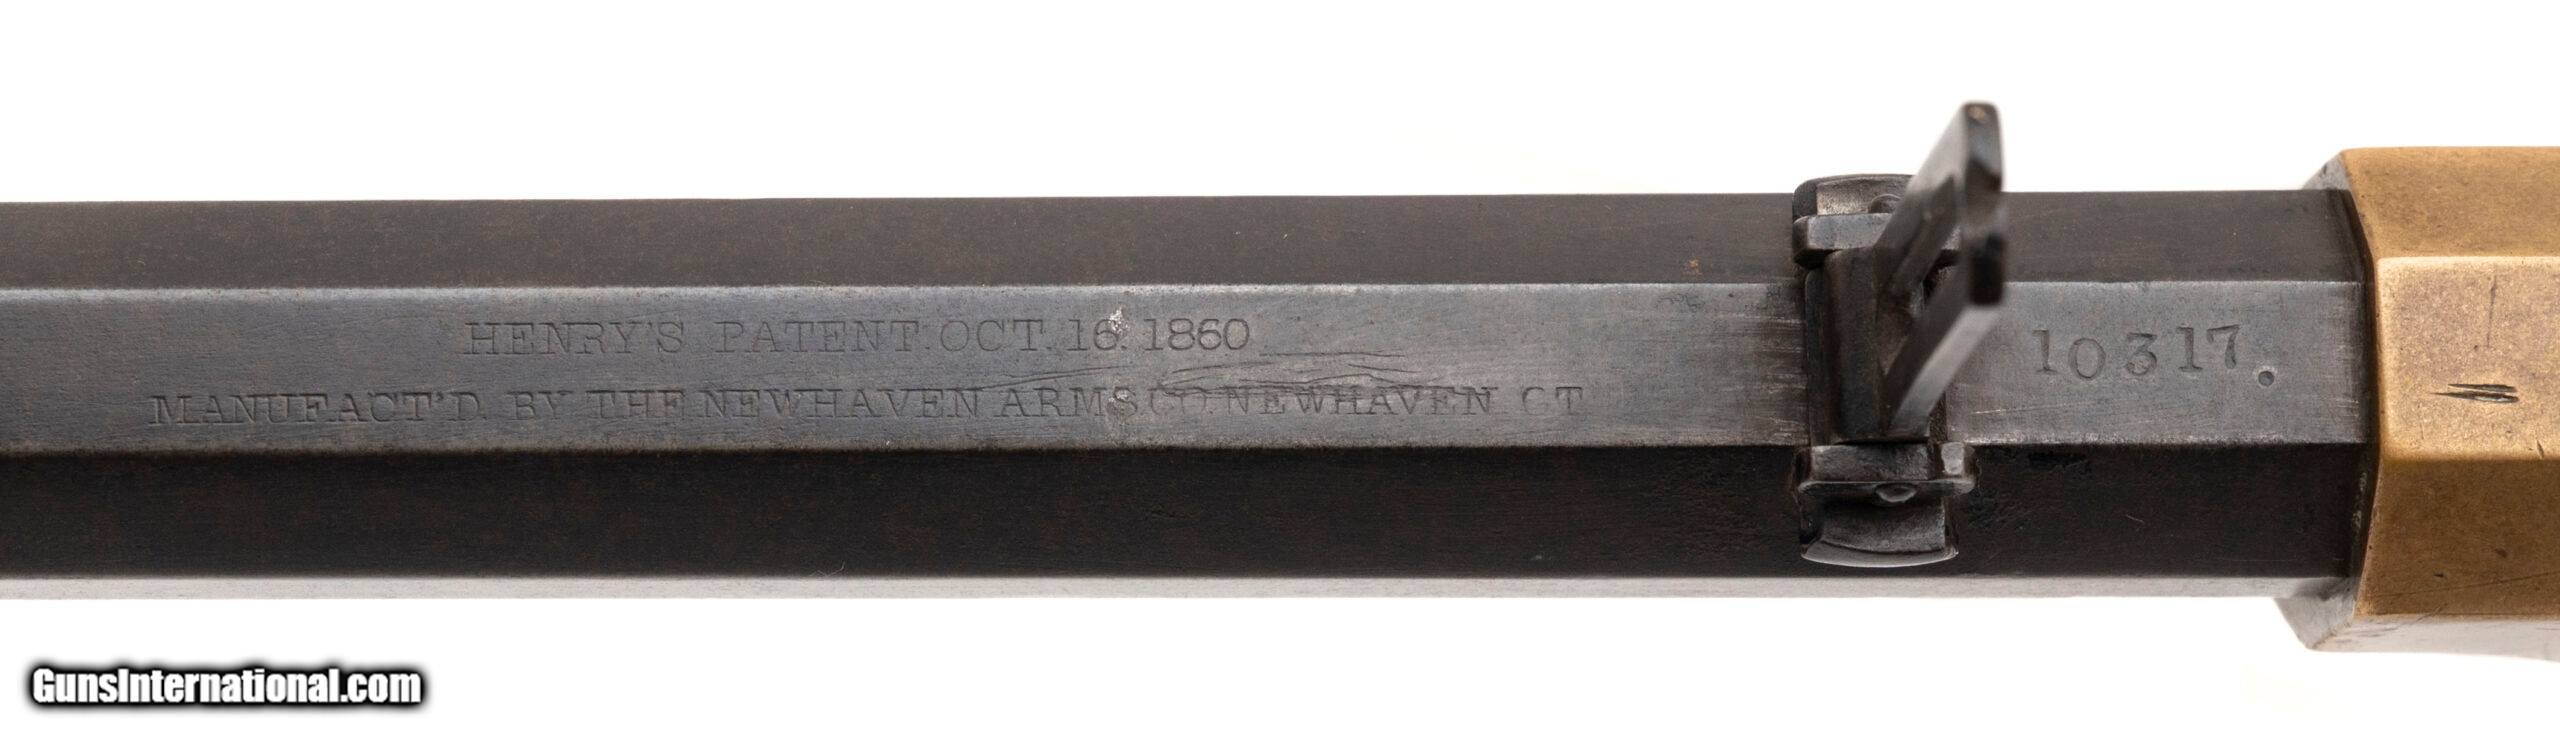 HENRY'S PATENT. OCT. 16. 1860
MANUFACT'D. BY THE NEWHAVEN ARMS CO. NEWHAVEN. CT
10317.
GunsInternational.com